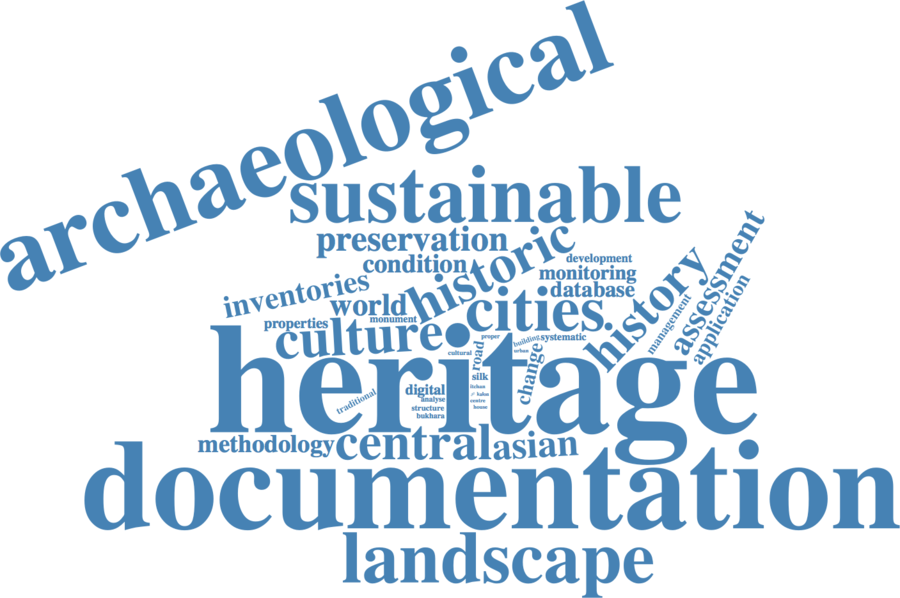 archaeological
sustainable
preservation
historic
condition
development
monitoring
database
inventories
world
monument
cities.
history
assessment
management
application
properties
culture
proper
building
systematic
urban
cultural
road
change
heritage
silk
itchan
kahn
centre
house
digital
analyse
structure
bukhara
traditional
methodology
central
asian
documentation
landscape